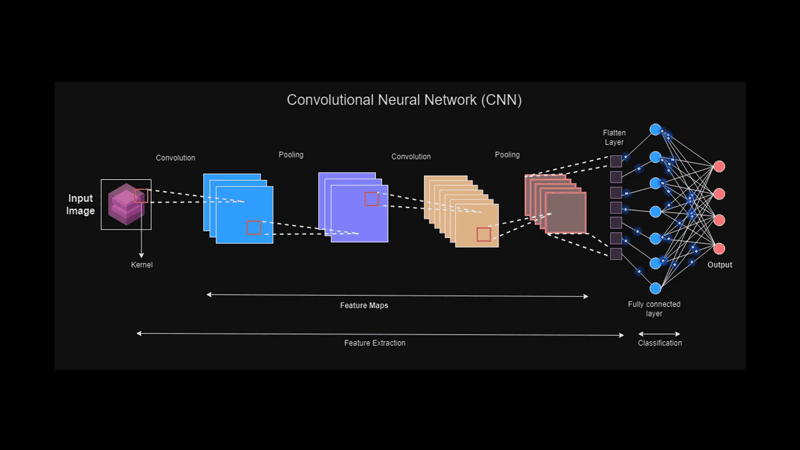 Convolutional Neural Network (CNN)
Convolution
Pooling
Convolution
Pooling
Flatten
Layer
Input
Image
Kernel
Output
Feature Maps
Fully connected
layer
Feature Extraction
Classification